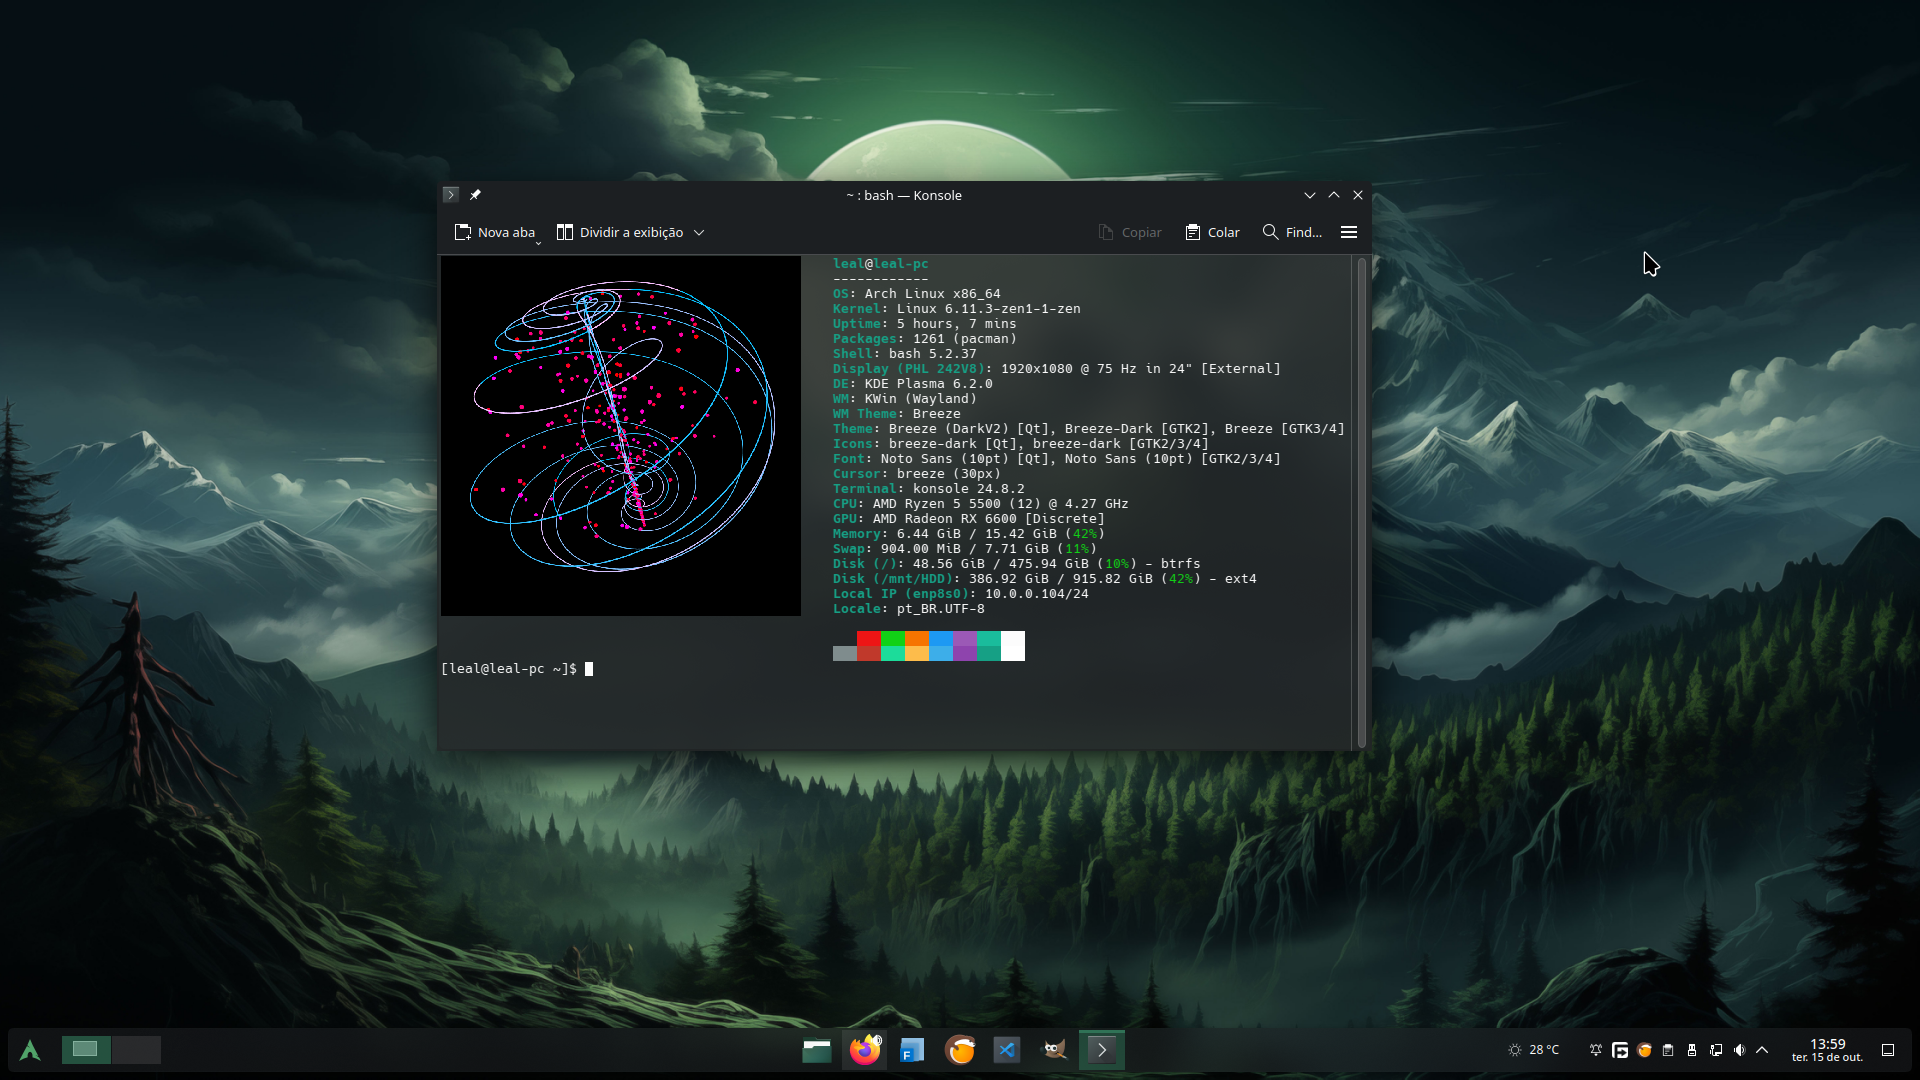 ~ : bash — Konsole
Nova aba
Dividir a exibição
Copiar
Colar
Find...
leal@leal-pc
------------
OS: Arch Linux x86_64
Kernel: Linux 6.11.3-zen1-1-zen
Uptime: 5 hours, 7 mins
Packages: 1261 (pacman)
Shell: bash 5.2.37
Display (PHL 242V8): 1920x1080 @ 75 Hz in 24" [External]
DE: KDE Plasma 6.2.0
WM: KWin (Wayland)
WM Theme: Breeze
Theme: Breeze (DarkV2) [Qt], Breeze-Dark [GTK2], Breeze [GTK3/4]
Icons: breeze-dark [Qt], breeze-dark [GTK2/3/4]
Font: Noto Sans (10pt) [Qt], Noto Sans (10pt) [GTK2/3/4]
Cursor: breeze (30px)
Terminal: konsole 24.8.2
CPU: AMD Ryzen 5 5500 (12) @ 4.27 GHz
GPU: AMD Radeon RX 6600 [Discrete]
Memory: 6.44 GiB / 15.42 GiB (42%)
Swap: 904.00 MiB / 7.71 GiB (11%)
Disk (/): 48.56 GiB / 475.94 GiB (10%) - btrfs
Disk (/mnt/HDD): 386.92 GiB / 915.82 GiB (42%) - ext4
Local IP (enp8s0): 10.0.0.104/24
Locale: pt_BR.UTF-8
[leal@leal-pc ~]$
28 °C
13:59
ter. 15 de out.